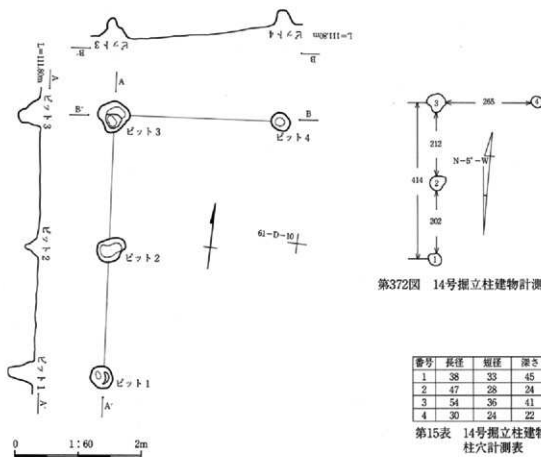 ピット3
ピット4
L=111.80m
B'
B
L=111.80m
A
ピット3
ピット2
ピット1
A'
A
B'
B
ピット3
ピット4
ピット2
61-D-10
ピット1
A'
0 1:60 2m
3
265
4
212
N-5°-W
414
2
202
1
第372図 14号掘立柱建物計測
番号 長径 短径 深さ
1 38 33 45
2 47 28 24
3 54 36 41
4 30 24 22
第15表 14号掘立柱建物
柱穴計測表